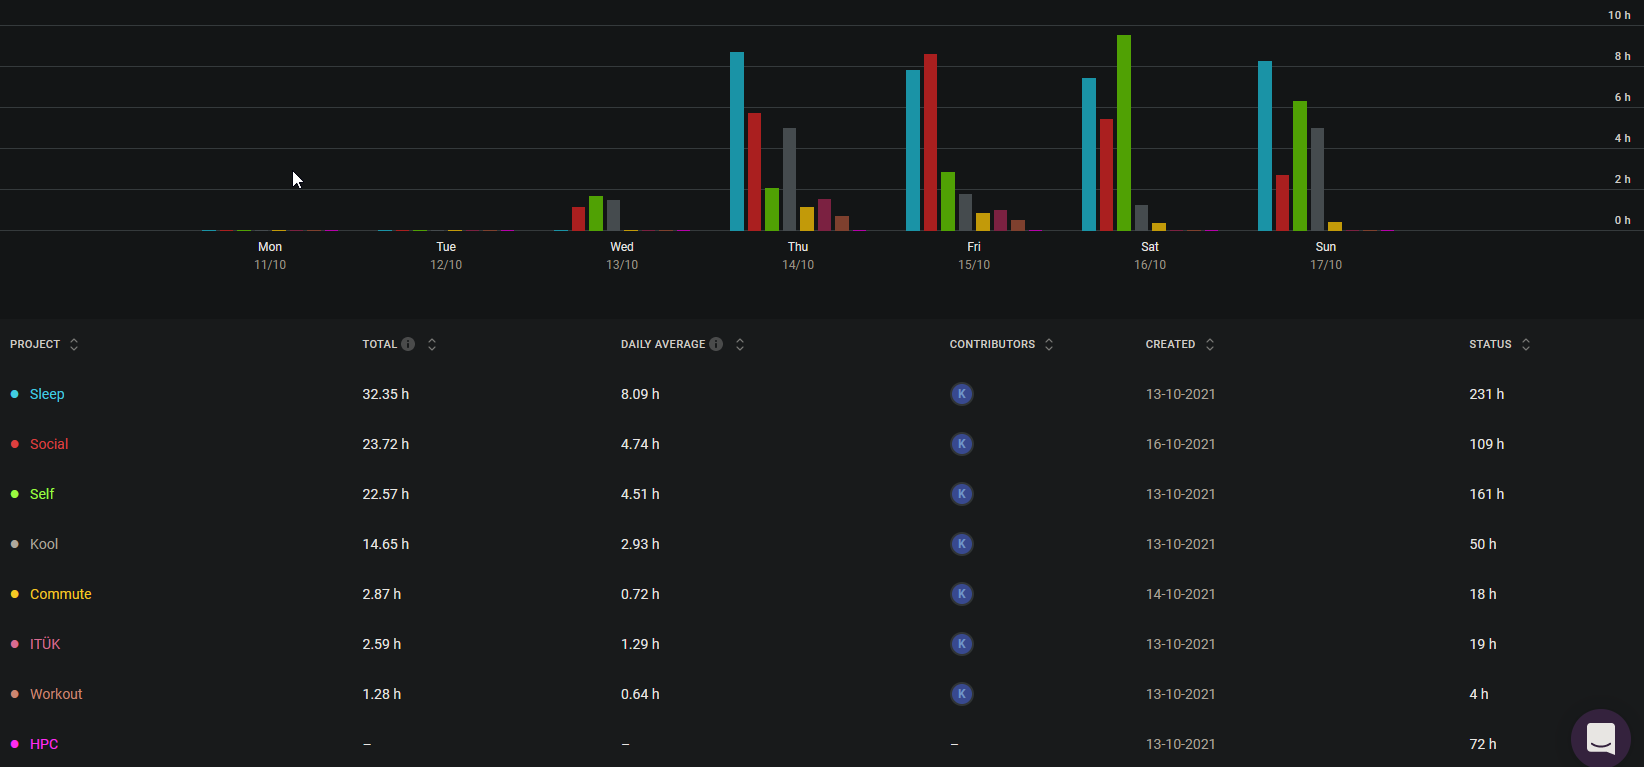 10 h
8 h
6 h
4 h
2 h
0 h
Mon Tue Wed Thu Fri Sat Sun
11/10 12/10 13/10 14/10 15/10 16/10 17/10
PROJECT TOTAL i DAILY AVERAGE i CONTRIBUTORS CREATED STATUS
Sleep 32.35 h 8.09 h K 13-10-2021 231 h
Social 23.72 h 4.74 h K 16-10-2021 109 h
Self 22.57 h 4.51 h K 13-10-2021 161 h
Kool 14.65 h 2.93 h K 13-10-2021 50 h
Commute 2.87 h 0.72 h K 14-10-2021 18 h
ITÜK 2.59 h 1.29 h K 13-10-2021 19 h
Workout 1.28 h 0.64 h K 13-10-2021 4 h
HPC – – – 13-10-2021 72 h